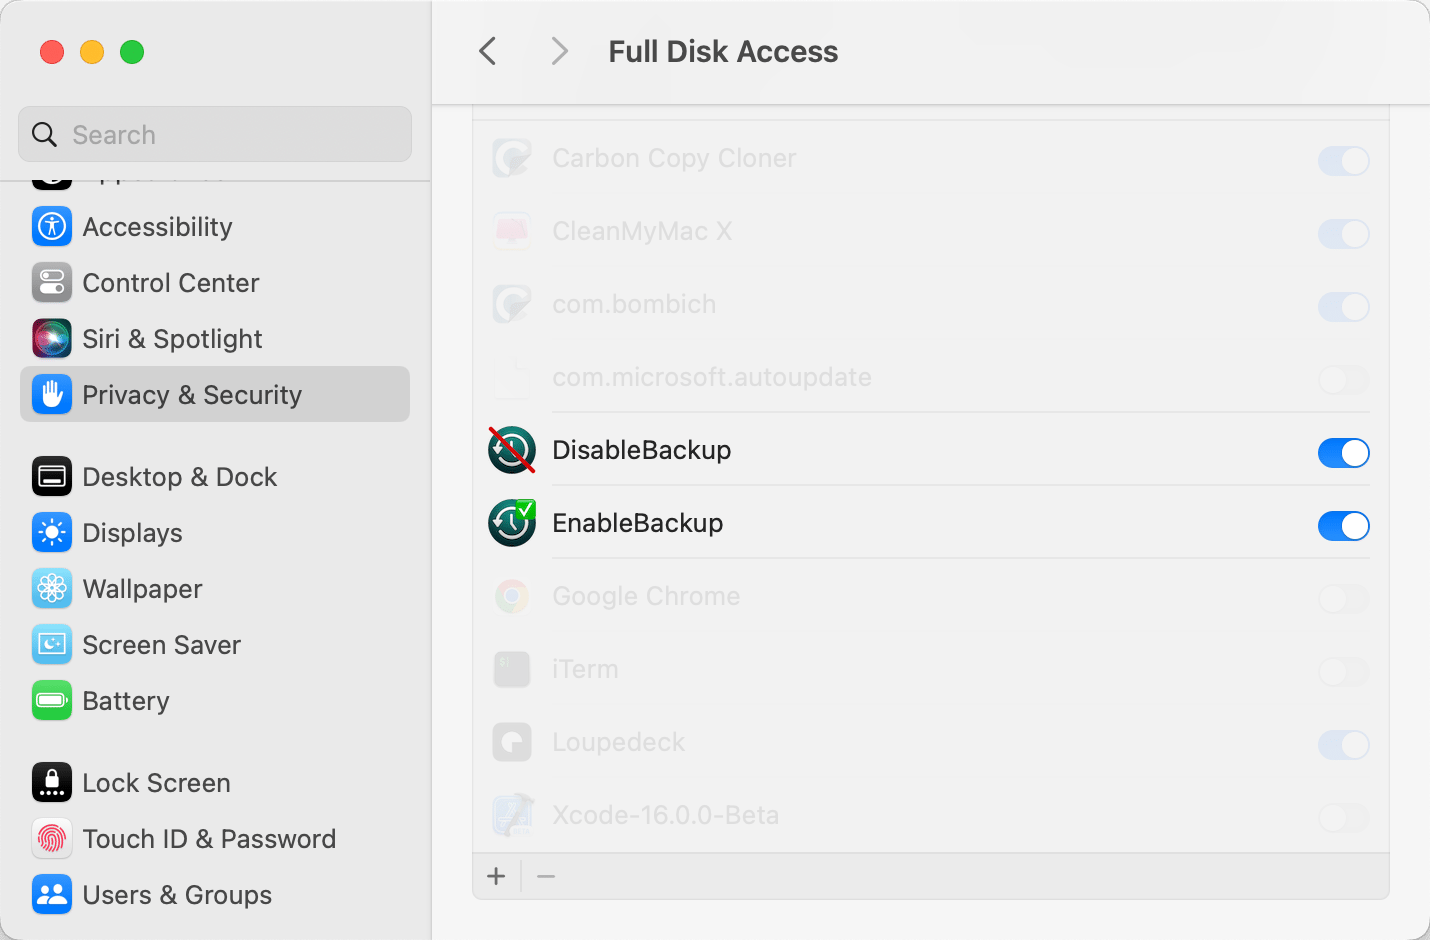 Full Disk Access
Search
Accessibility
Control Center
Siri & Spotlight
Privacy & Security
Desktop & Dock
Displays
Wallpaper
Screen Saver
Battery
Lock Screen
Touch ID & Password
Users & Groups
Carbon Copy Cloner
CleanMyMac X
com.bombich
com.microsoft.autoupdate
DisableBackup
EnableBackup
Google Chrome
iTerm
Loupedeck
Xcode-16.0.0-Beta